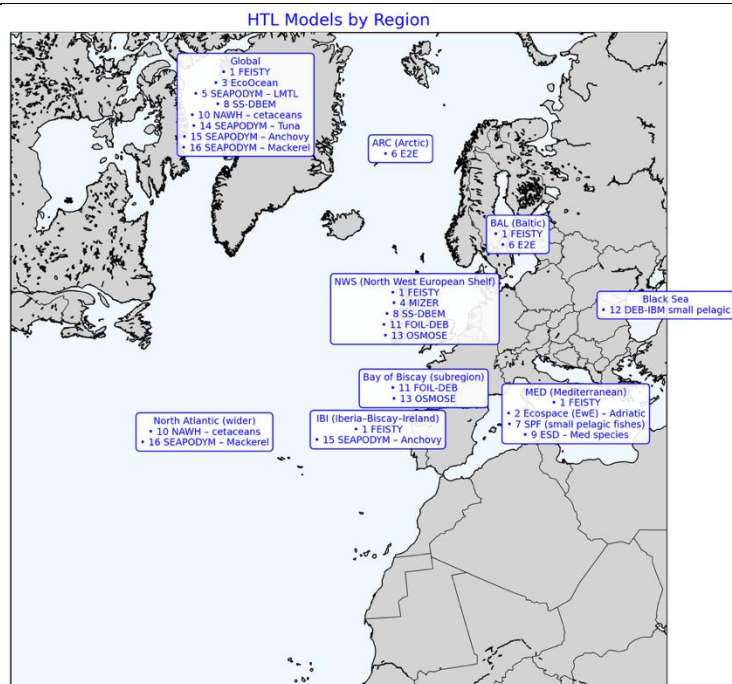 HTL Models by Region
Global
• 1 FEISTY
• 3 EcoOcean
• 5 SEAPODYM – LMTL
• 8 SS-DBEM
• 10 NAWH – cetaceans
• 14 SEAPODYM – Tuna
• 15 SEAPODYM – Anchovy
• 16 SEAPODYM – Mackerel
ARC (Arctic)
• 6 E2E
BAL (Baltic)
• 1 FEISTY
• 6 E2E
NWS (North West European Shelf)
• 1 FEISTY
• 4 MIZER
• 8 SS-DBEM
• 11 FOIL-DEB
• 13 OSMOSE
Black Sea
• 12 DEB-IBM small pelagic
Bay of Biscay (subregion)
• 11 FOIL-DEB
• 13 OSMOSE
MED (Mediterranean)
• 1 FEISTY
• 2 Ecospace (EwE) – Adriatic
• 7 SPF (small pelagic fishes)
• 9 ESD – Med species
North Atlantic (wider)
• 10 NAWH – cetaceans
• 16 SEAPODYM – Mackerel
IBI (Iberia–Biscay–Ireland)
• 1 FEISTY
• 15 SEAPODYM – Anchovy